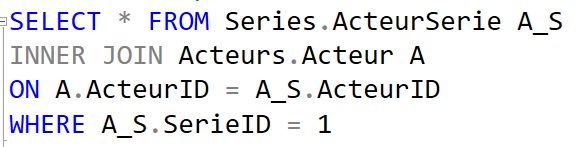 SELECT * FROM Series.ActeurSerie A_S
INNER JOIN Acteurs.Acteur A
ON A.ActeurID = A_S.ActeurID
WHERE A_S.SerieID = 1